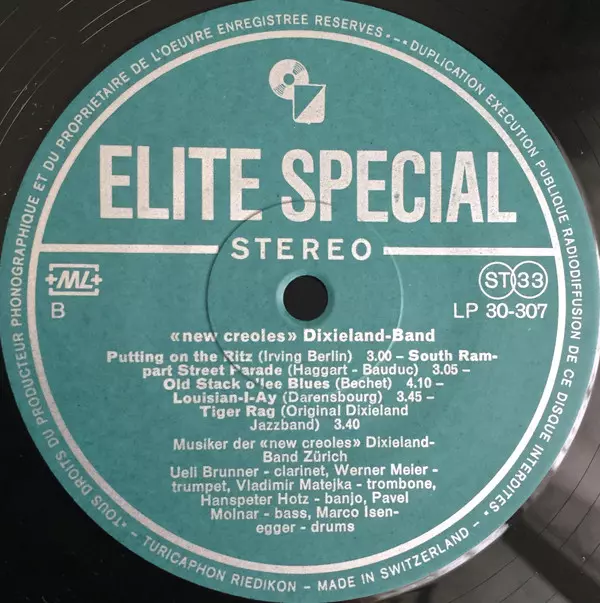 *TOUS DROITS DU PRODUCTEUR PHONOGRAPHIQUE ET DU PROPRIETAIRE DE L'OEUVRE ENREGISTREE RESERVES - *DUPLICATION EXECUTION PUBLIQUE RADIODIFFUSION DE CE DISQUE INTERDITES*
ELITE SPECIAL
STEREO
ML
ST 33
B
LP 30-307
«new creoles» Dixieland-Band
Putting on the Ritz (Irving Berlin) 3.00 – South Ram-
part Street Parade (Haggart - Bauduc) 3.05 –
Old Stack o'lee Blues (Bechet) 4.10 –
Louisian-I-Ay (Darensbourg) 3.45 –
Tiger Rag (Original Dixieland
Jazzband) 3.40
Musiker der «new creoles» Dixieland-
Band Zürich
Ueli Brunner - clarinet, Werner Meier -
trumpet, Vladimir Matejka - trombone,
Hanspeter Hotz - banjo, Pavel
Molnar - bass, Marco Isen-
egger - drums
- TURICAPHON RIEDIKON - MADE IN SWITZERLAND -